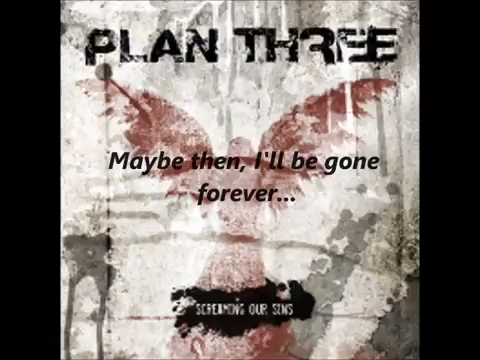 PLAN THREE
Maybe then, I'll be gone
forever...
SCREAMING OUR SINS